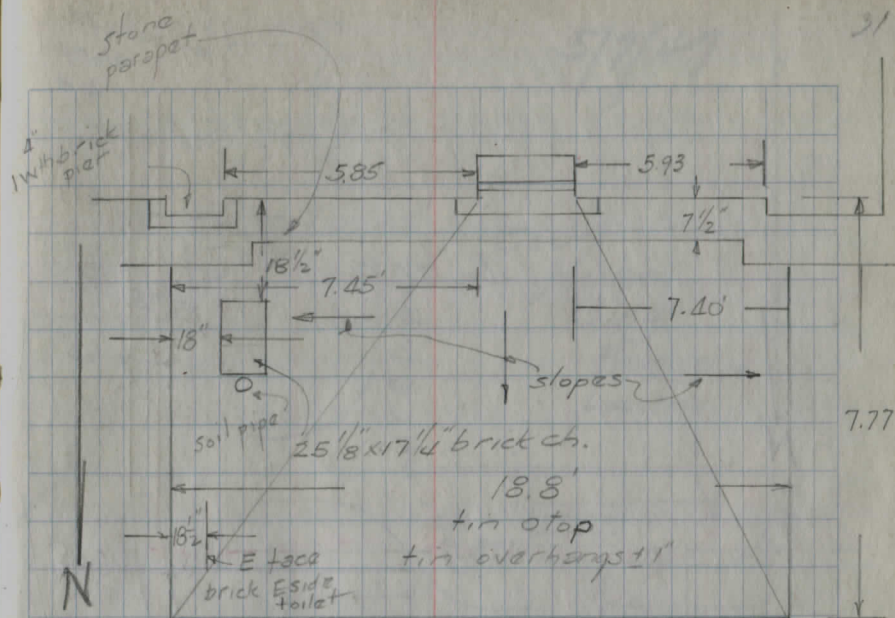 31
stone
parapet
4"
1 Wth brick
pier
5.85
5.93
7½"
18½"
7.45'
7.40'
18"
slopes
O
soil pipe
25⅛"x17¼" brick ch.
7.77
18.8'
tin otop
tin overhangs ±1"
18½"
E face
brick E side
toilet
N